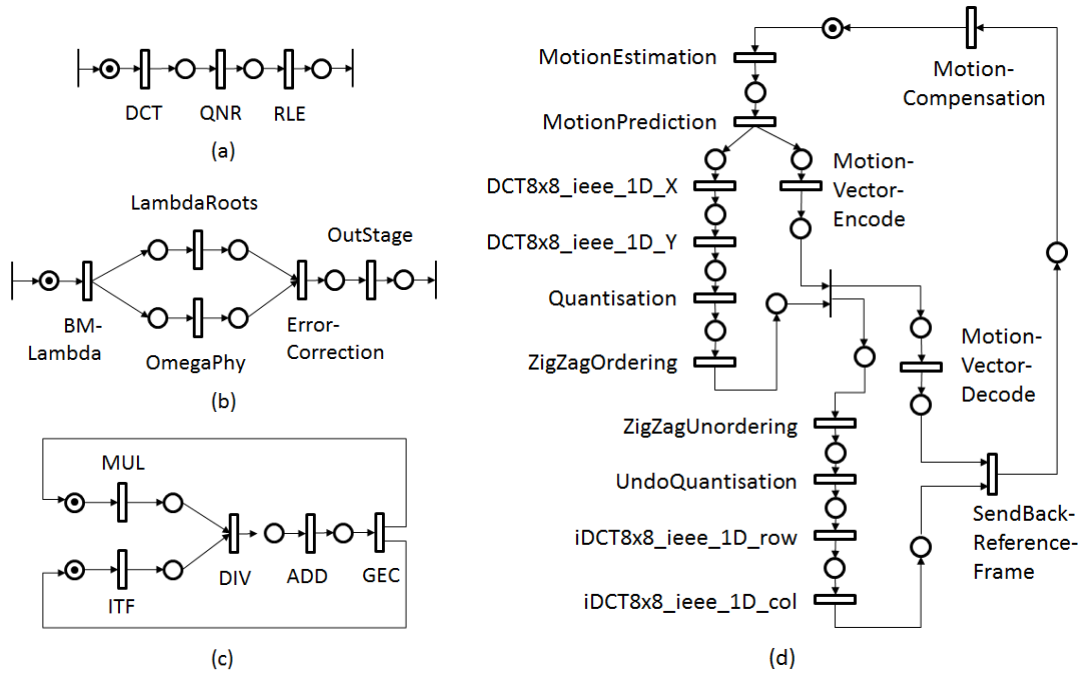 DCT
QNR
RLE
(a)
LambdaRoots
OutStage
BM-
Lambda
OmegaPhy
Error-
Correction
(b)
MUL
ITF
DIV
ADD
GEC
(c)
MotionEstimation
Motion-
Compensation
MotionPrediction
DCT8x8_ieee_1D_X
Motion-
Vector-
Encode
DCT8x8_ieee_1D_Y
Quantisation
ZigZagOrdering
Motion-
Vector-
Decode
ZigZagUnordering
UndoQuantisation
iDCT8x8_ieee_1D_row
SendBack-
Reference-
Frame
iDCT8x8_ieee_1D_col
(d)